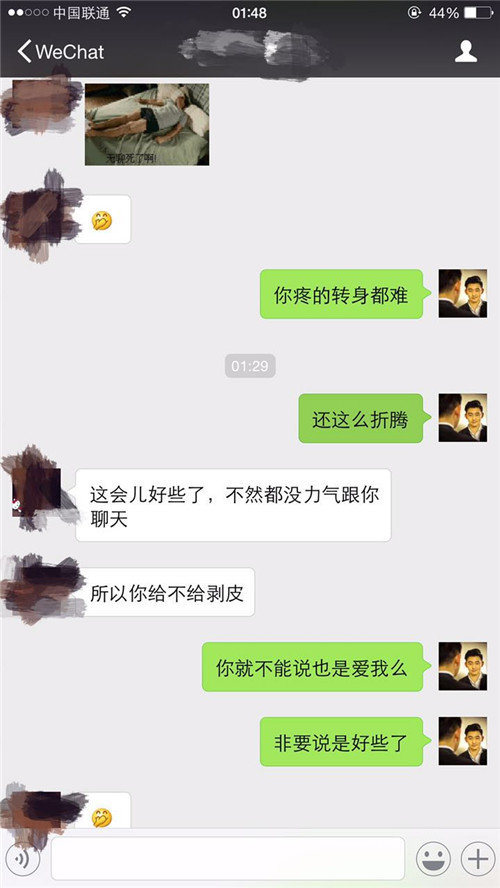 中国联通
01:48
44%
WeChat
无聊死了啊!
你疼的转身都难
01:29
还这么折腾
这会儿好些了，不然都没力气跟你
聊天
所以你给不给剥皮
你就不能说也是爱我么
非要说是好些了